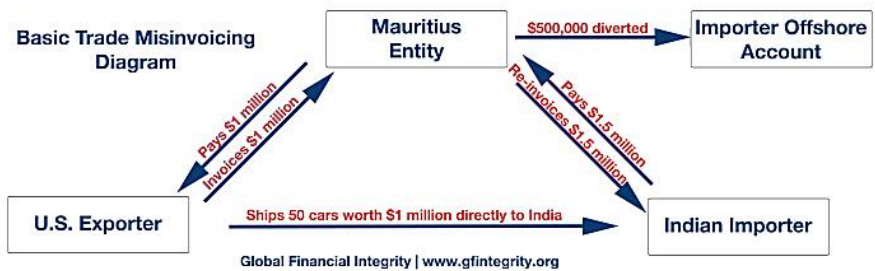 Basic Trade Misinvoicing
Diagram
Mauritius
Entity
$500,000 diverted
Importer Offshore
Account
Pays $1 million
Invoices $1 million
Re-invoices $1.5 million
Pays $1.5 million
U.S. Exporter
Ships 50 cars worth $1 million directly to India
Indian Importer
Global Financial Integrity | www.gfintegrity.org